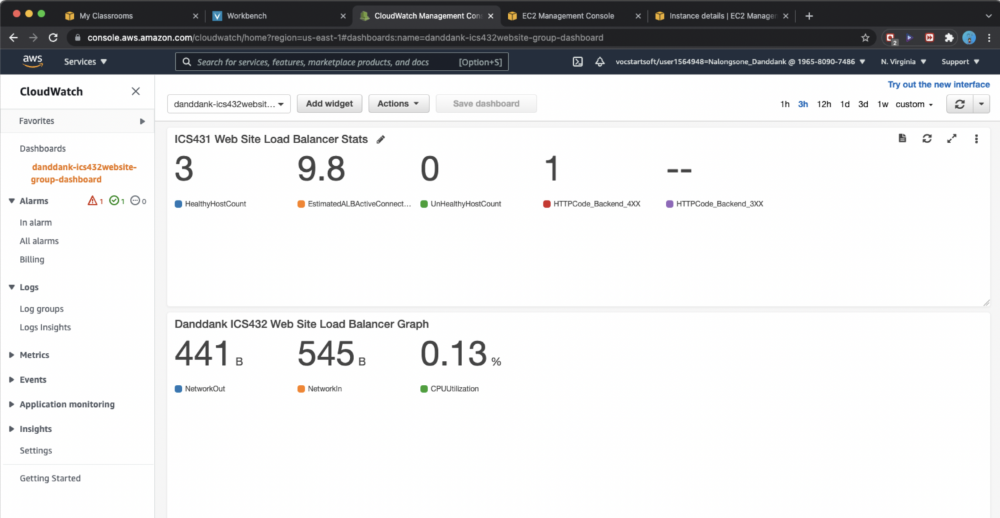 My Classrooms
Workbench
CloudWatch Management Con
EC2 Management Console
Instance details | EC2 Manager
console.aws.amazon.com/cloudwatch/home?region=us-east-1#dashboards:name=danddank-ics432website-group-dashboard
2
aws
Services
Search for services, features, marketplace products, and docs
[Option+S]
vocstartsoft/user1564948=Nalongsone_Danddank @ 1965-8090-7486
N. Virginia
Support
CloudWatch
Try out the new interface
danddank-ics432websit...
Add widget
Actions
Save dashboard
1h 3h 12h 1d 3d 1w custom
Favorites
Dashboards
danddank-ics432website-
group-dashboard
Alarms
1
1
0
In alarm
All alarms
Billing
Logs
Log groups
Logs Insights
Metrics
Events
Application monitoring
Insights
Settings
Getting Started
ICS431 Web Site Load Balancer Stats
3
9.8
0
1
--
HealthyHostCount
EstimatedALBActiveConnect...
UnHealthyHostCount
HTTPCode_Backend_4XX
HTTPCode_Backend_3XX
Danddank ICS432 Web Site Load Balancer Graph
441 B
545 B
0.13 %
NetworkOut
NetworkIn
CPUUtilization